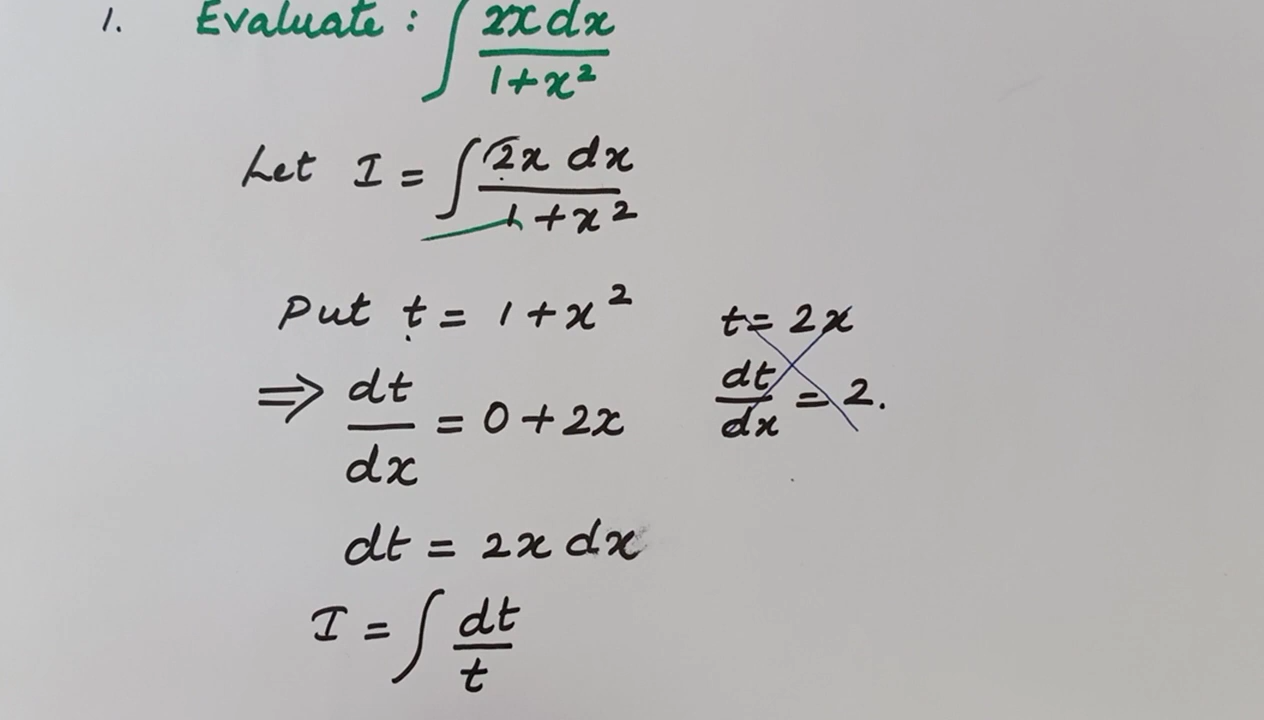 1. Evaluate : ∫ 2x dx / 1+x²
Let I = ∫ 2x dx / 1+x²
Put t = 1+x²
⇒ dt/dx = 0+2x
dt = 2x dx
I = ∫ dt/t
t = 2x
dt/dx = 2.